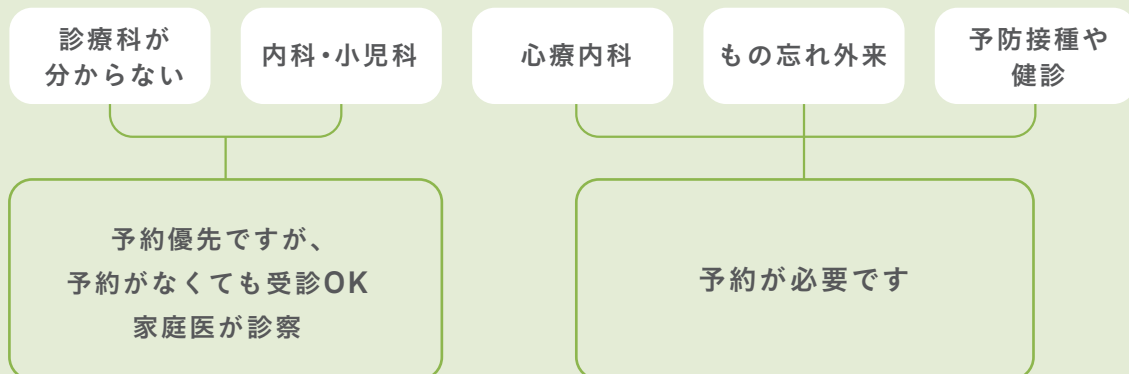 診療科が
分からない
内科・小児科
心療内科
もの忘れ外来
予防接種や
健診
予約優先ですが、
予約がなくても受診OK
家庭医が診察
予約が必要です